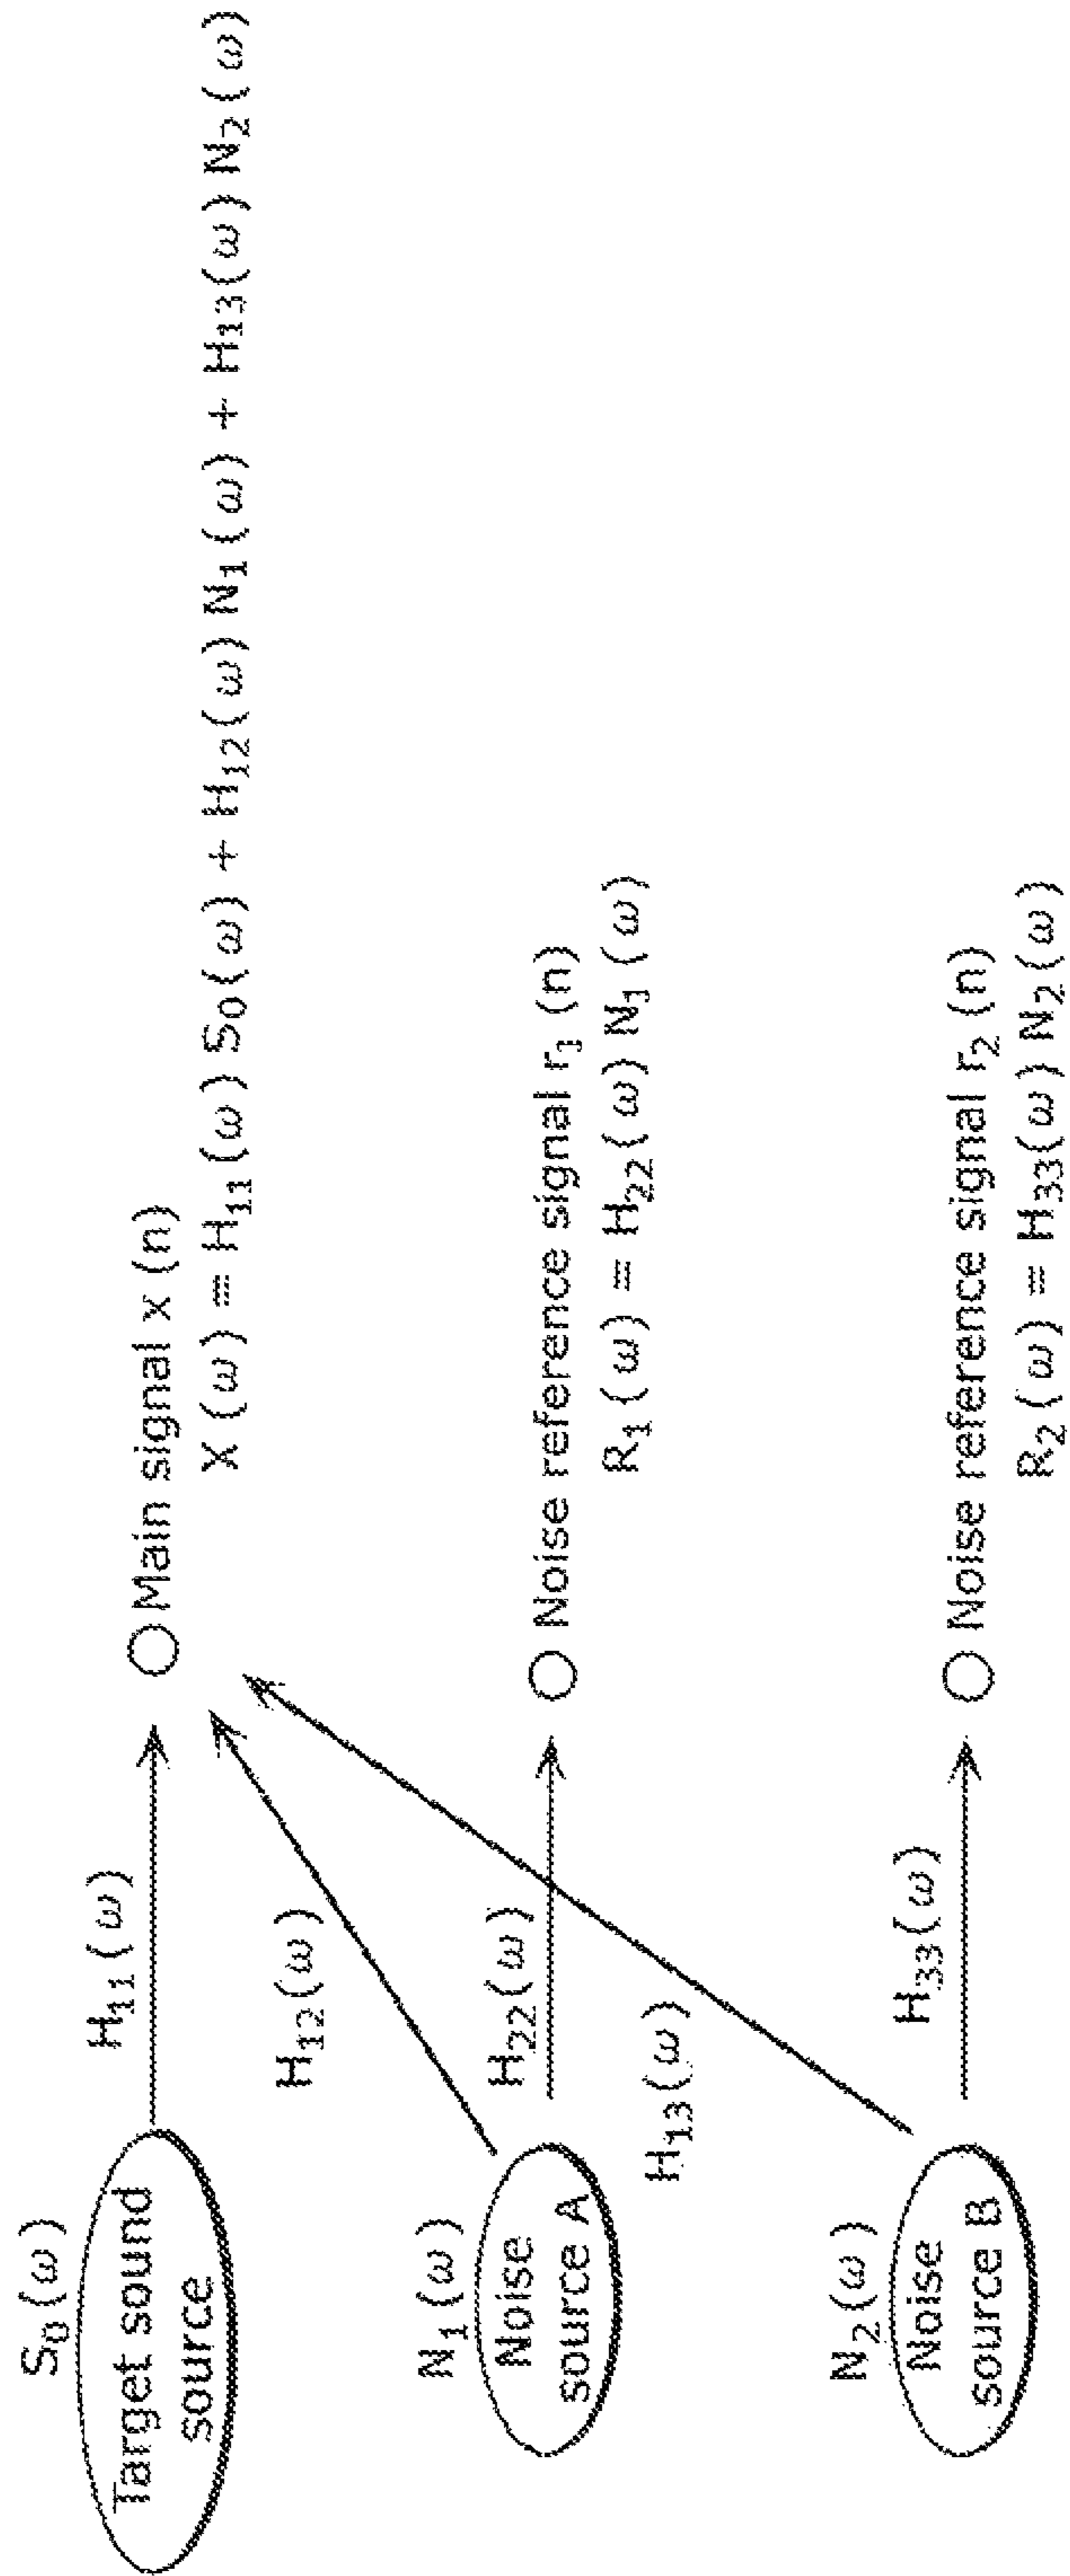 S₀(ω)
Target sound
source
H₁₁(ω)
Main signal x (n)
X (ω) = H₁₁(ω) S₀(ω) + H₁₂(ω) N₁(ω) + H₁₃(ω) N₂(ω)
H₁₂(ω)
N₁(ω)
Noise
source A
H₂₂(ω)
Noise reference signal r₁ (n)
R₁(ω) = H₂₂(ω) N₁(ω)
H₁₃(ω)
N₂(ω)
Noise
source B
H₃₃(ω)
Noise reference signal r₂ (n)
R₂(ω) = H₃₃(ω) N₂(ω)